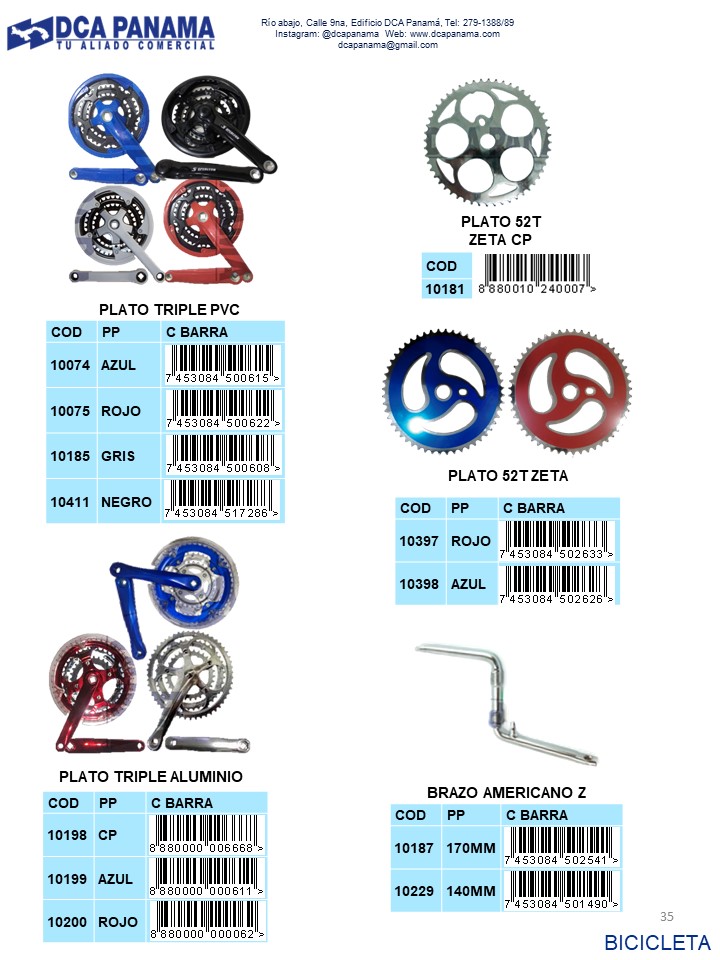 DCA PANAMA
TU ALIADO COMERCIAL
Río abajo, Calle 9na, Edificio DCA Panamá, Tel: 279-1388/89
Instagram: @dcapanama Web: www.dcapanama.com
dcapanama@gmail.com
PLATO TRIPLE PVC
COD PP C BARRA
10074 AZUL 7 453084 500615 >
10075 ROJO 7 453084 500622 >
10185 GRIS 7 453084 500608 >
10411 NEGRO 7 453084 517286 >
PLATO TRIPLE ALUMINIO
COD PP C BARRA
10198 CP 8 880000 006668 >
10199 AZUL 8 880000 000611 >
10200 ROJO 8 880000 000062 >
PLATO 52T
ZETA CP
COD
10181 8 880010 240007 >
PLATO 52T ZETA
COD PP C BARRA
10397 ROJO 7 453084 502633 >
10398 AZUL 7 453084 502626 >
BRAZO AMERICANO Z
COD PP C BARRA
10187 170MM 7 453084 502541 >
10229 140MM 7 453084 501490 >
35
BICICLETA